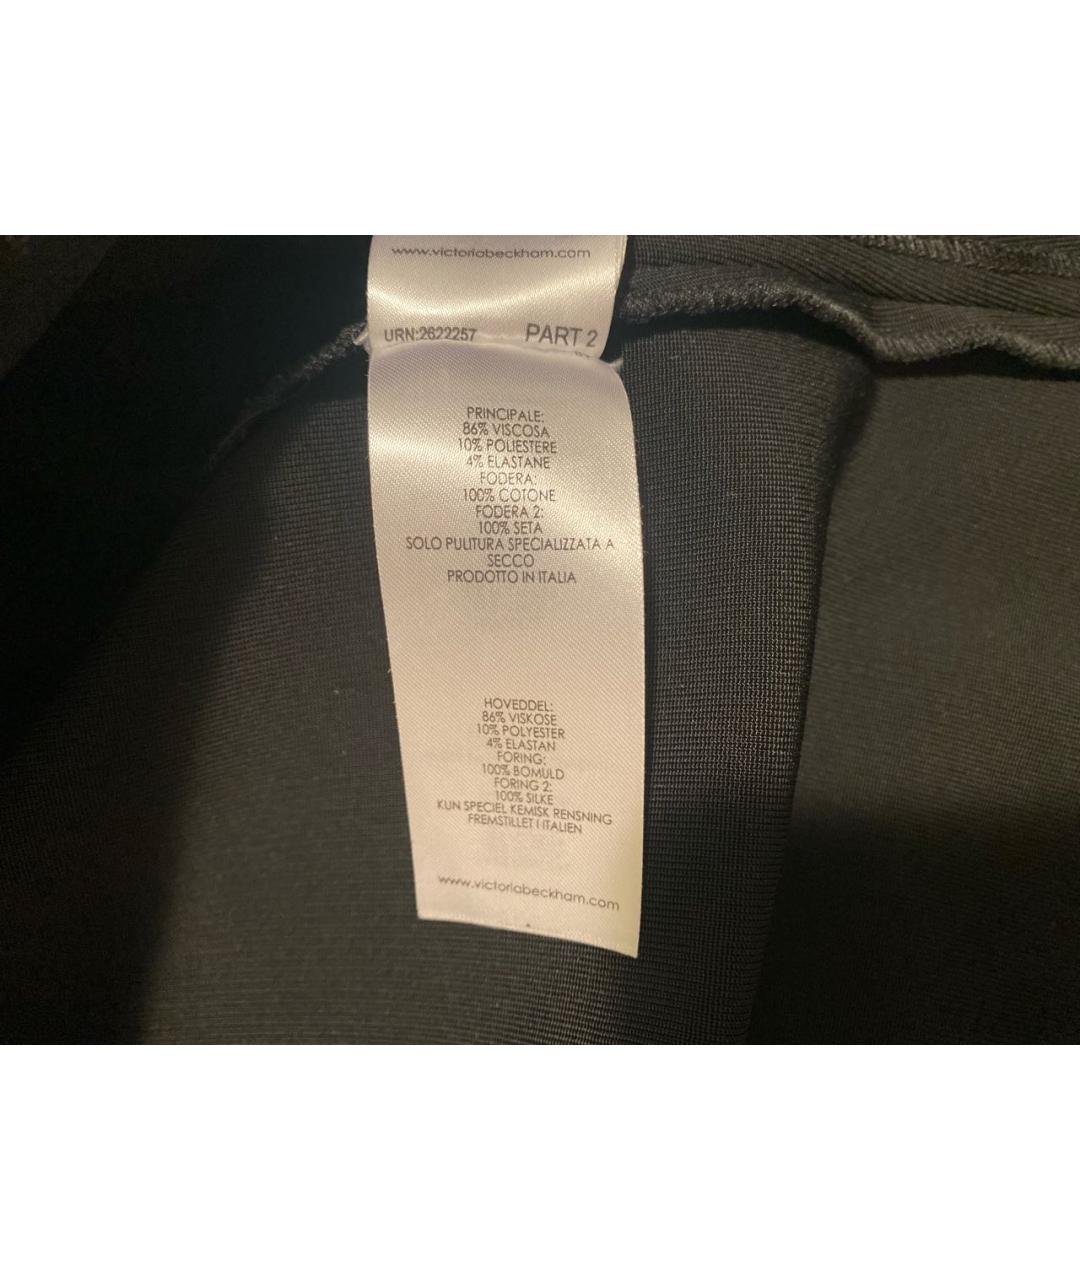 www.victoriabeckham.com
URN:2622257 PART 2
PRINCIPALE:
86% VISCOSA
10% POLIESTERE
4% ELASTANE
FODERA:
100% COTONE
FODERA 2:
100% SETA
SOLO PULITURA SPECIALIZZATA A
SECCO
PRODOTTO IN ITALIA
HOVEDDEL:
86% VISKOSE
10% POLYESTER
4% ELASTAN
FORING:
100% BOMULD
FORING 2:
100% SILKE
KUN SPECIEL KEMISK RENSNING
FREMSTILLET I ITALIEN
www.victoriabeckham.com